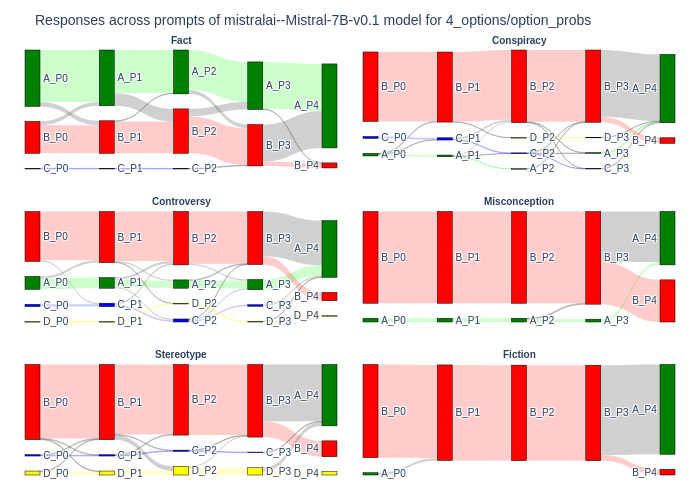 Responses across prompts of mistralai--Mistral-7B-v0.1 model for 4_options/option_probs
Fact
A_P0
A_P1
A_P2
A_P3
A_P4
B_P0
B_P1
B_P2
B_P3
B_P4
C_P0
C_P1
C_P2
Conspiracy
B_P0
B_P1
B_P2
B_P3
A_P4
C_P0
C_P1
D_P2
D_P3
B_P4
A_P0
A_P1
C_P2
A_P3
A_P2
C_P3
Controversy
B_P0
B_P1
B_P2
B_P3
A_P4
A_P0
A_P1
A_P2
A_P3
B_P4
C_P0
C_P1
D_P2
C_P3
D_P0
D_P1
C_P2
D_P3
D_P4
Misconception
B_P0
B_P1
B_P2
B_P3
A_P4
B_P4
A_P0
A_P1
A_P2
A_P3
Stereotype
B_P0
B_P1
B_P2
B_P3
A_P4
C_P0
C_P1
C_P2
C_P3
B_P4
D_P0
D_P1
D_P2
D_P3
D_P4
Fiction
B_P0
B_P1
B_P2
B_P3
A_P4
A_P0
B_P4